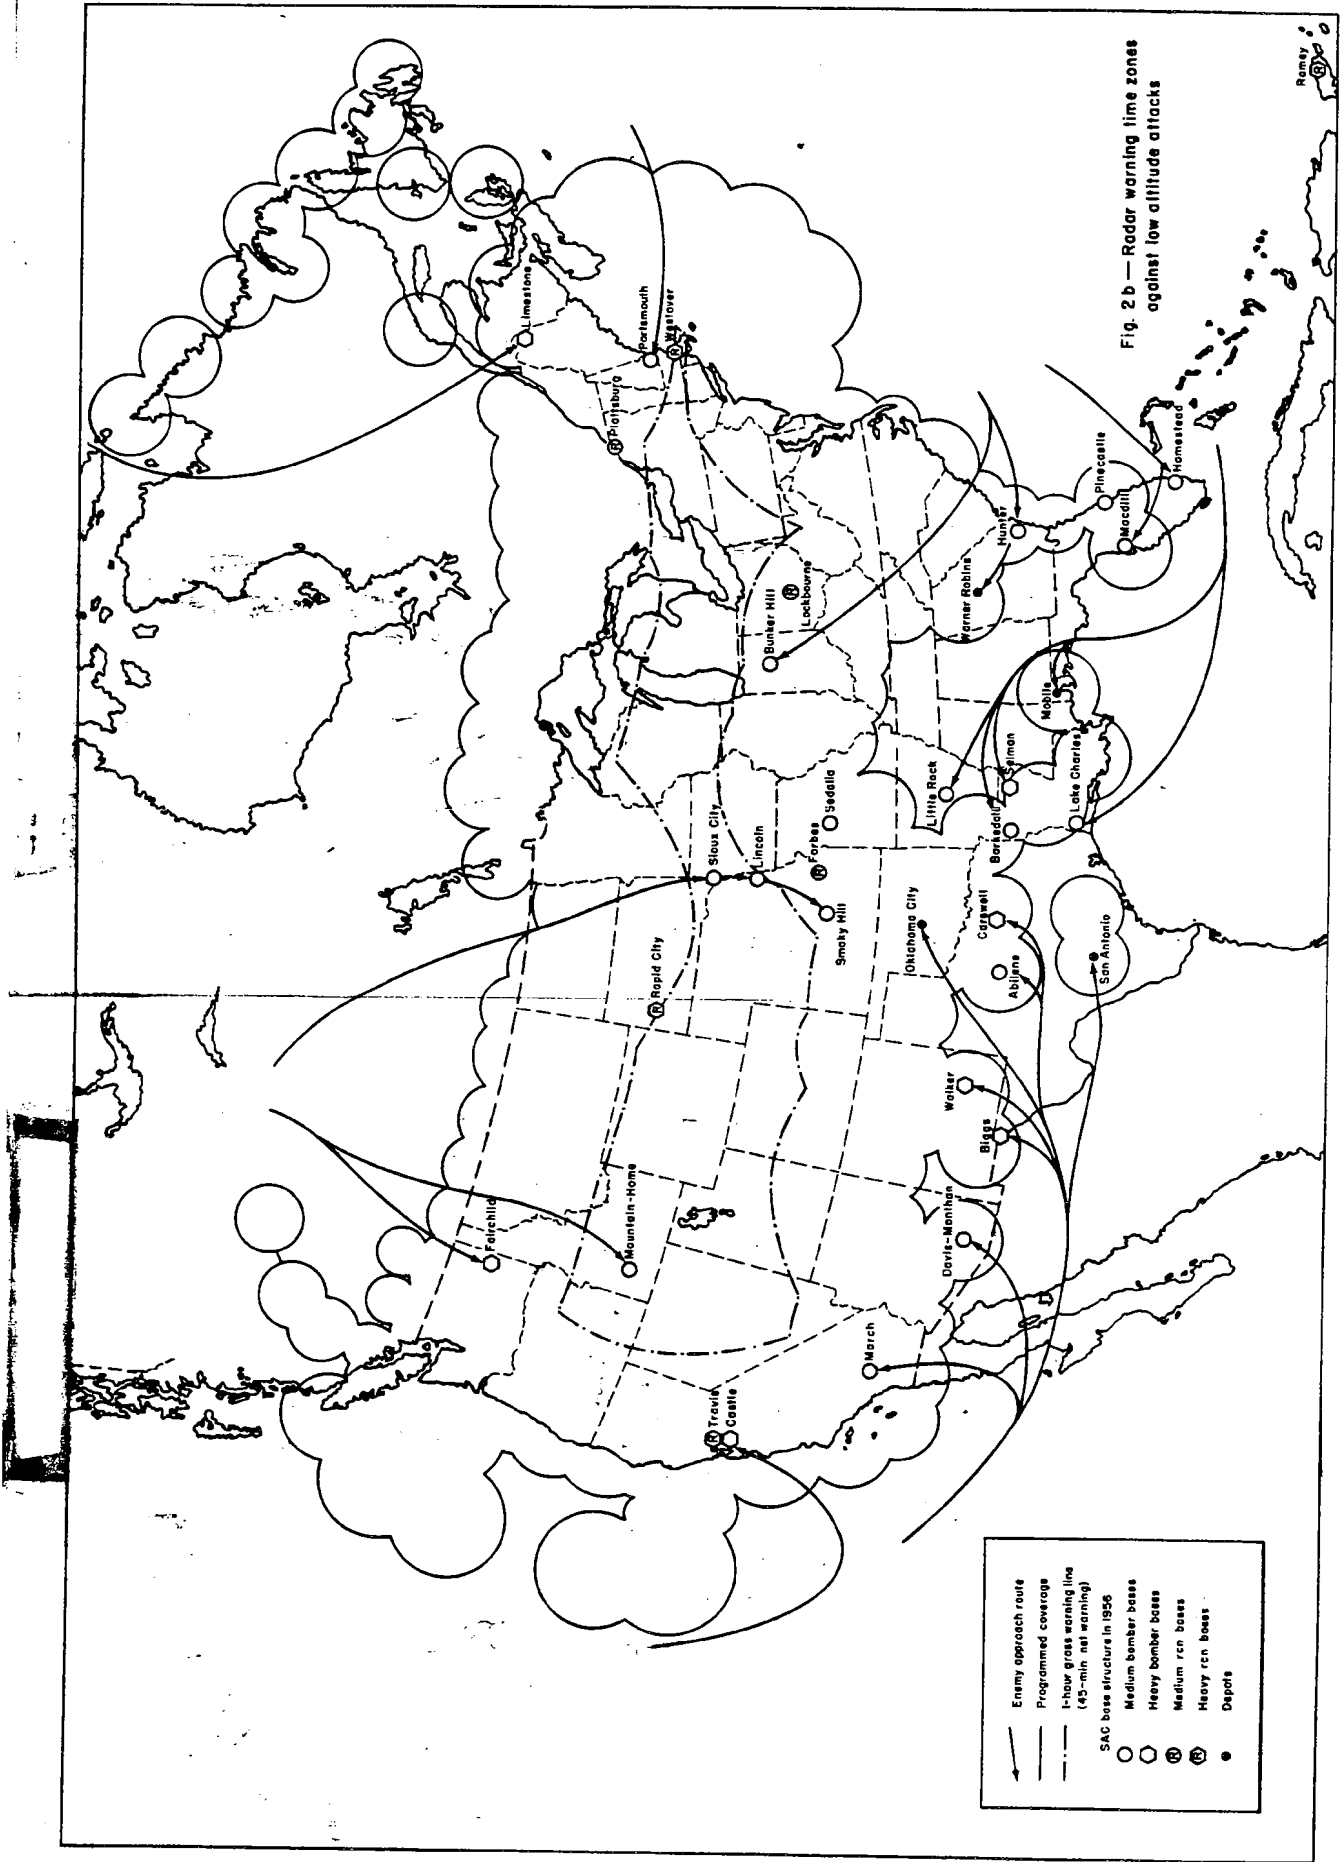 Fig. 2b — Radar warning time zones
against low altitude attacks
Enemy approach route
Programmed coverage
1-hour gross warning line
(45-min net warning)
SAC base structure in 1956
Medium bomber bases
Heavy bomber bases
R Medium rcn bases
R Heavy rcn bases
Depots
Limestone
Portsmouth
R Westover
R Plattsburg
Bunker Hill
R Lockbourne
Hunter
Warner Robins
Pinecastle
Macdill
Homestead
Ramey
R
Mobile
Selman
Lake Charles
Barksdall
Little Rock
Sedalia
R Forbes
Sioux City
Lincoln
Smoky Hill
R Rapid City
Oklahoma City
Carswell
Abilene
San Antonio
Walker
Biggs
Davis-Monthan
Mountain-Home
Fairchild
March
R Travis
Castle